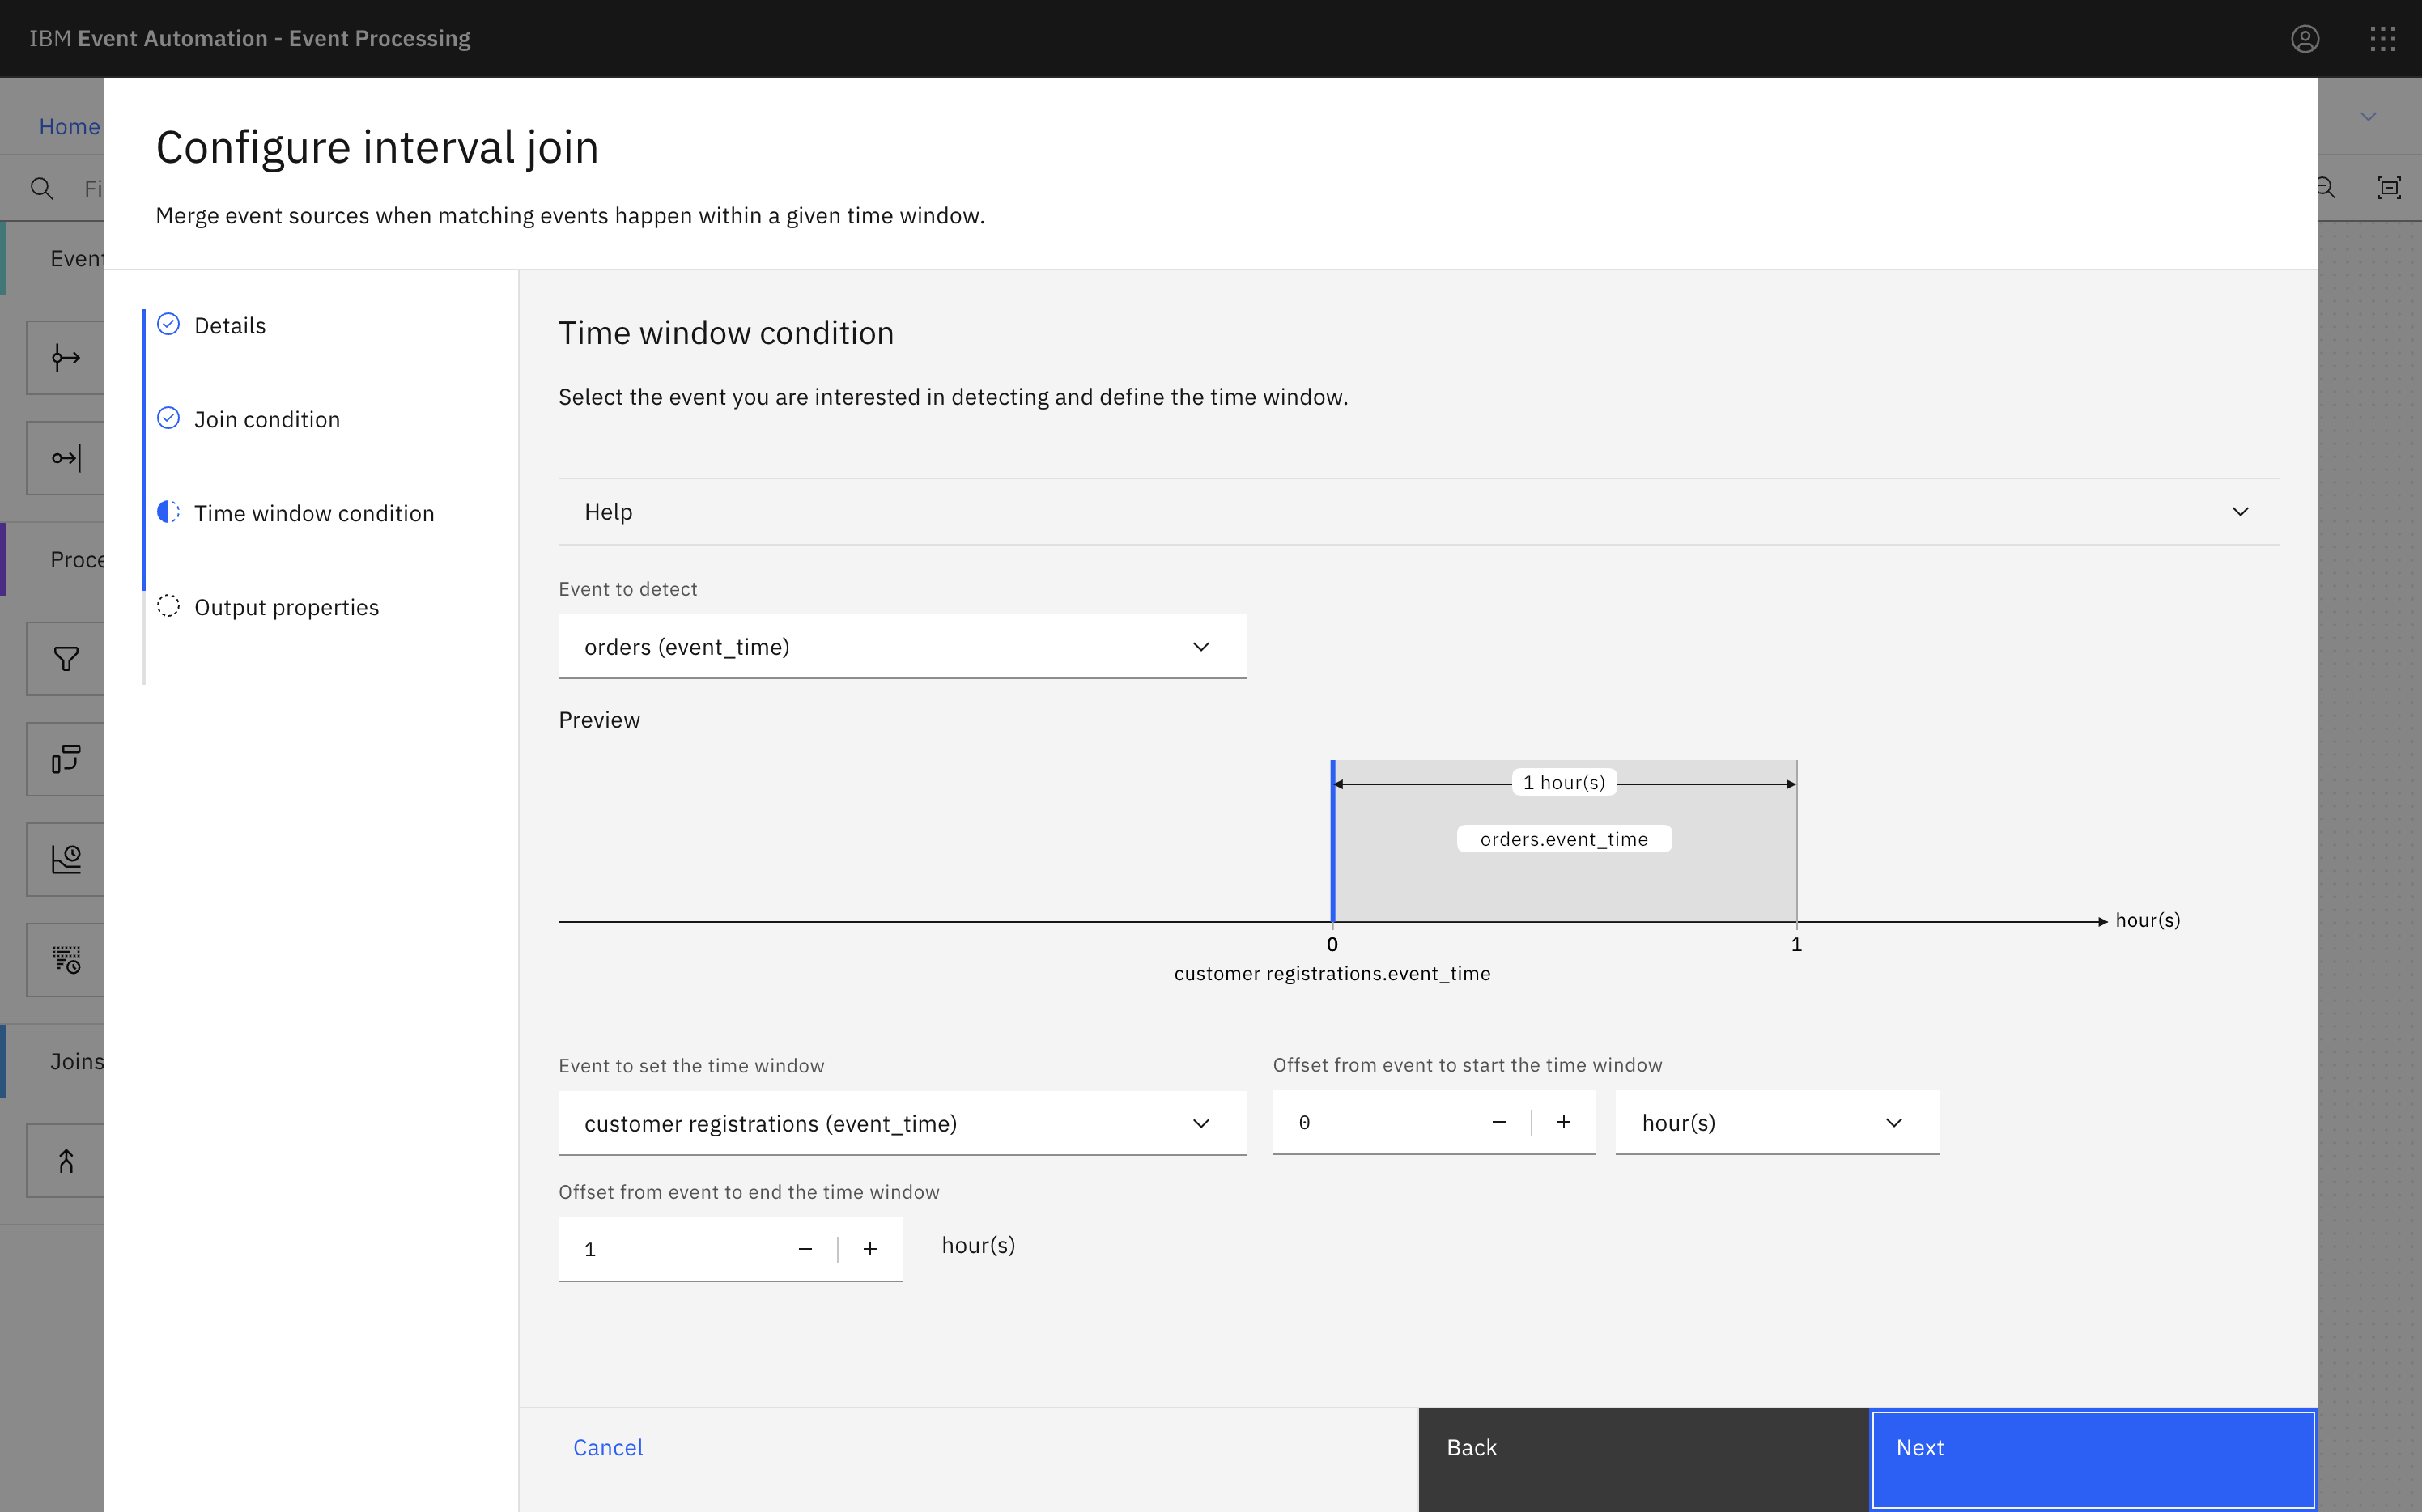 IBM Event Automation - Event Processing
Home
Configure interval join
Fi
Merge event sources when matching events happen within a given time window.
Details
Join condition
Time window condition
Output properties
Time window condition
Select the event you are interested in detecting and define the time window.
Help
Event to detect
orders (event_time)
Preview
1 hour(s)
orders.event_time
hour(s)
0
1
customer registrations.event_time
Event to set the time window
customer registrations (event_time)
Offset from event to start the time window
0
hour(s)
Offset from event to end the time window
1
hour(s)
Joins
Cancel
Back
Next